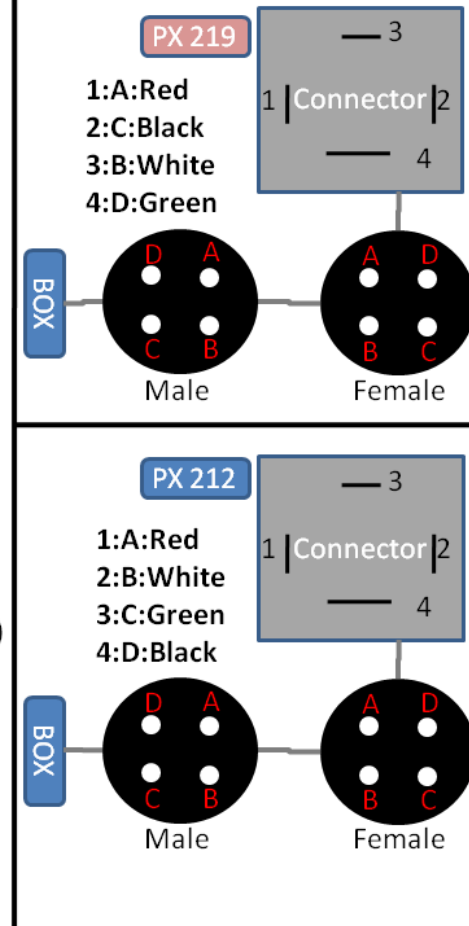 PX 219
1:A:Red
2:C:Black
3:B:White
4:D:Green
3
1 Connector 2
4
BOX
D A
C B
Male
A D
B C
Female
PX 212
1:A:Red
2:B:White
3:C:Green
4:D:Black
3
1 Connector 2
4
)
BOX
D A
C B
Male
A D
B C
Female